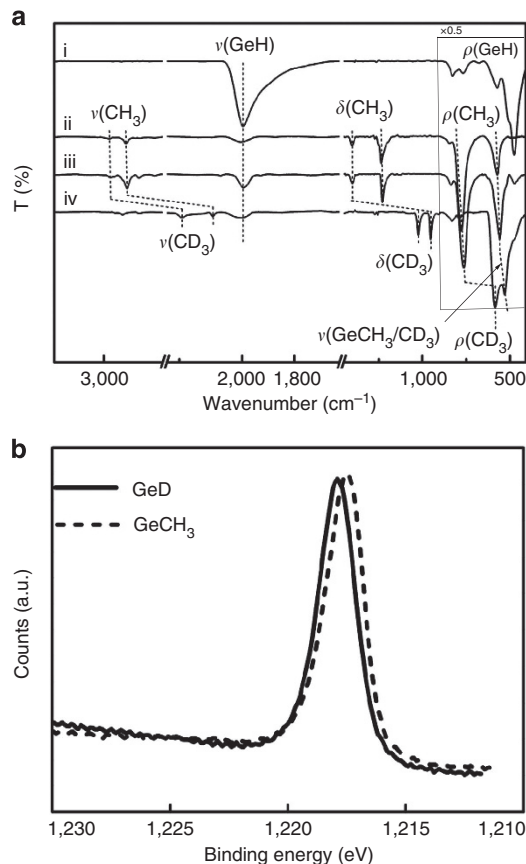 a
×0.5
i
ν(GeH)
ρ(GeH)
ν(CH₃)
δ(CH₃)
ρ(CH₃)
ii
iii
iv
ν(CD₃)
δ(CD₃)
ν(GeCH₃/CD₃)
ρ(CD₃)
T (%)
3,000 2,000 1,800 1,000 500
Wavenumber (cm⁻¹)
b
GeD
GeCH₃
Counts (a.u.)
1,230 1,225 1,220 1,215 1,210
Binding energy (eV)